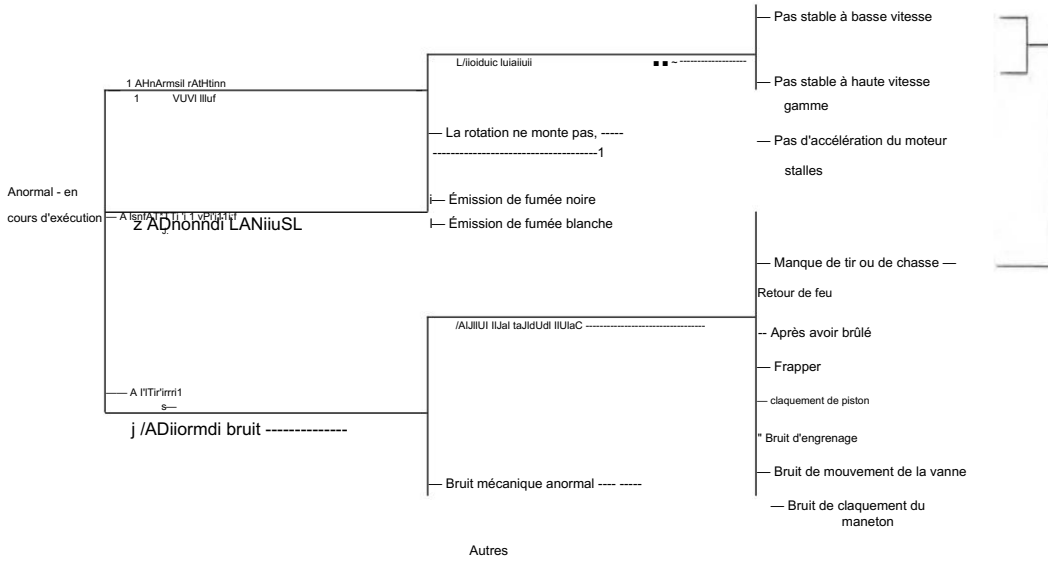 — Pas stable à basse vitesse
— Pas stable à haute vitesse
gamme
— La rotation ne monte pas, -----
— Pas d'accélération du moteur
stalles
Anormal - en
cours d'exécution
— Émission de fumée noire
— Émission de fumée blanche
— Manque de tir ou de chasse —
Retour de feu
-- Après avoir brûlé
— Frapper
— claquement de piston
" Bruit d'engrenage
bruit --------------
— Bruit mécanique anormal ---- -----
— Bruit de mouvement de la vanne
— Bruit de claquement du
maneton
Autres